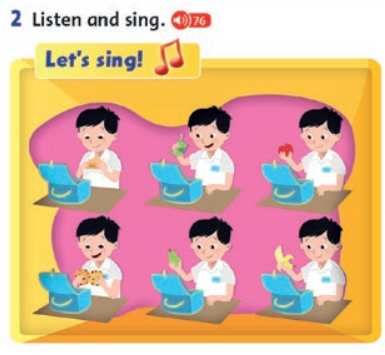 2 Listen and sing. 76
Let's sing!